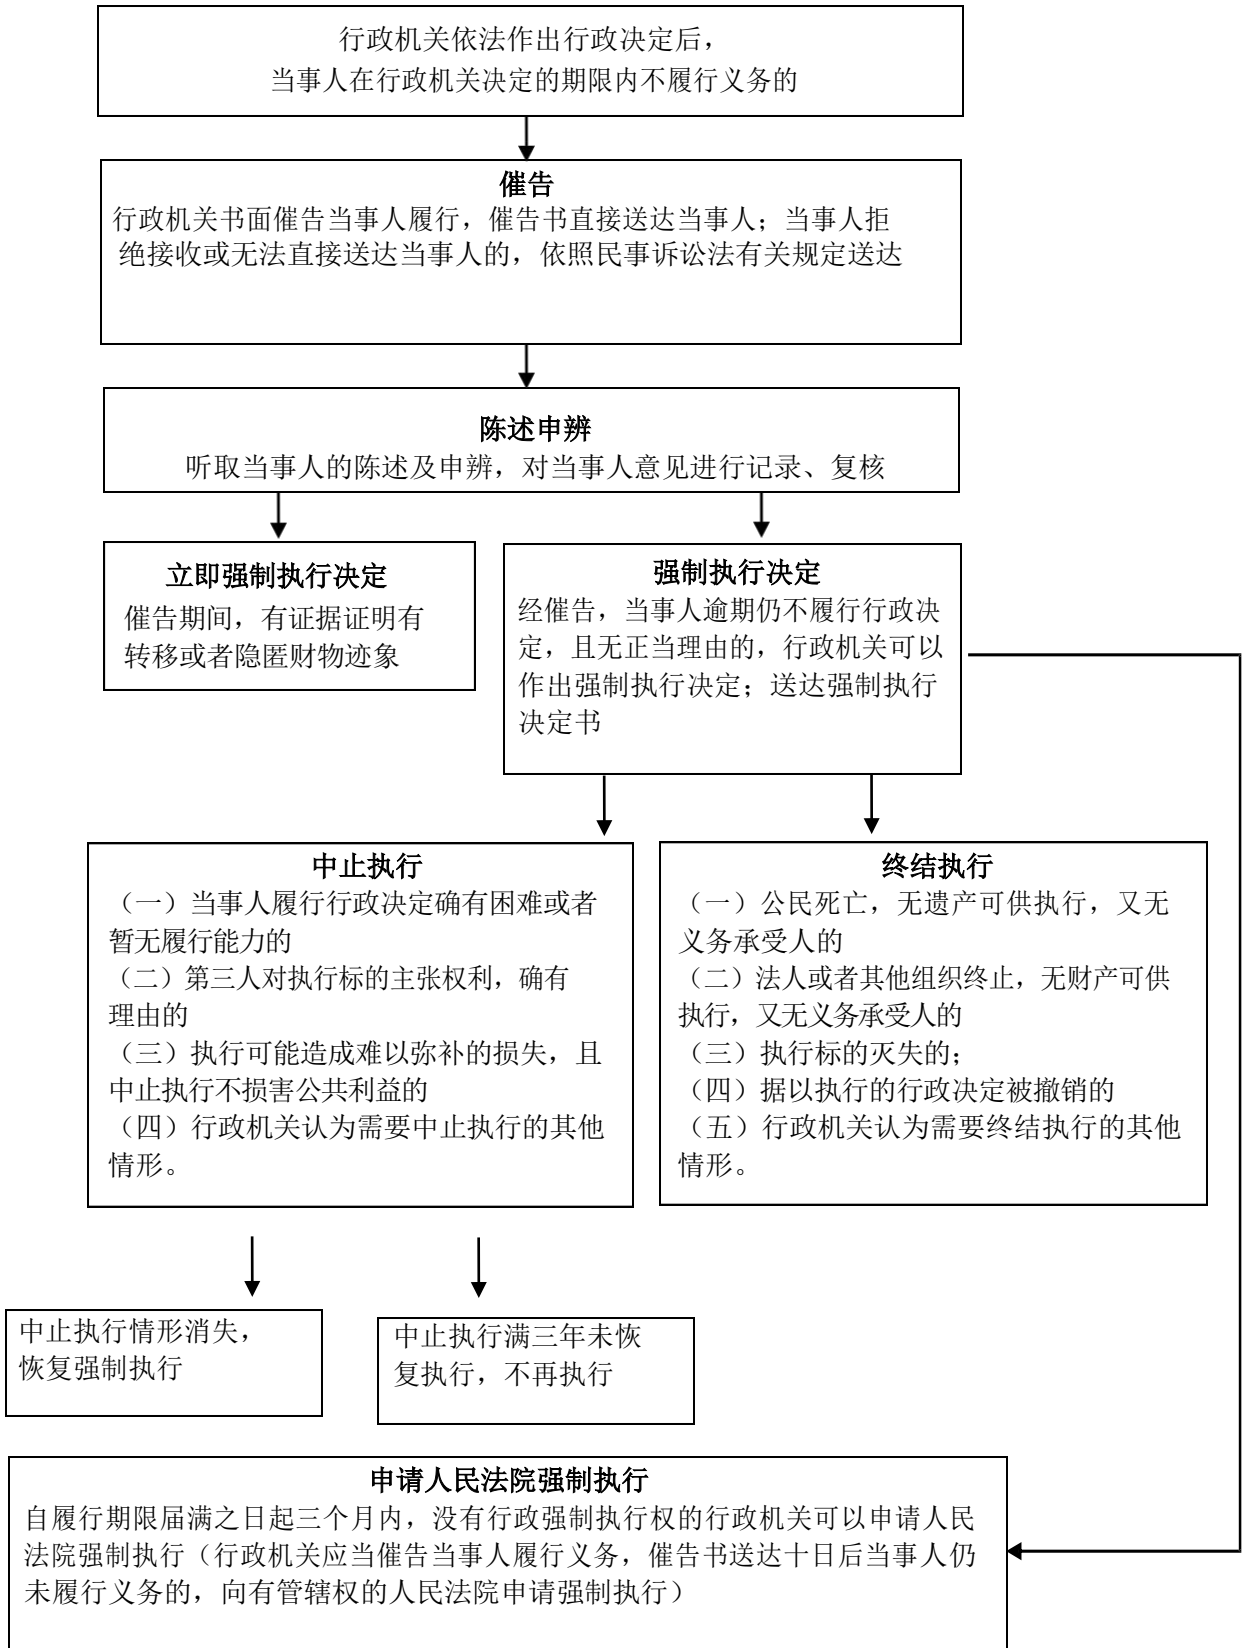 行政机关依法作出行政决定后，
当事人在行政机关决定的期限内不履行义务的
催告
行政机关书面催告当事人履行，催告书直接送达当事人；当事人拒
绝接收或无法直接送达当事人的，依照民事诉讼法有关规定送达
陈述申辨
听取当事人的陈述及申辨，对当事人意见进行记录、复核
立即强制执行决定
催告期间，有证据证明有
转移或者隐匿财物迹象
强制执行决定
经催告，当事人逾期仍不履行行政决
定，且无正当理由的，行政机关可以
作出强制执行决定；送达强制执行
决定书
中止执行
（一）当事人履行行政决定确有困难或者
暂无履行能力的
（二）第三人对执行标的主张权利，确有
理由的
（三）执行可能造成难以弥补的损失，且
中止执行不损害公共利益的
（四）行政机关认为需要中止执行的其他
情形。
终结执行
（一）公民死亡，无遗产可供执行，又无
义务承受人的
（二）法人或者其他组织终止，无财产可供
执行，又无义务承受人的
（三）执行标的灭失的；
（四）据以执行的行政决定被撤销的
（五）行政机关认为需要终结执行的其他
情形。
中止执行情形消失，
恢复强制执行
中止执行满三年未恢
复执行，不再执行
申请人民法院强制执行
自履行期限届满之日起三个月内，没有行政强制执行权的行政机关可以申请人民
法院强制执行（行政机关应当催告当事人履行义务，催告书送达十日后当事人仍
未履行义务的，向有管辖权的人民法院申请强制执行）